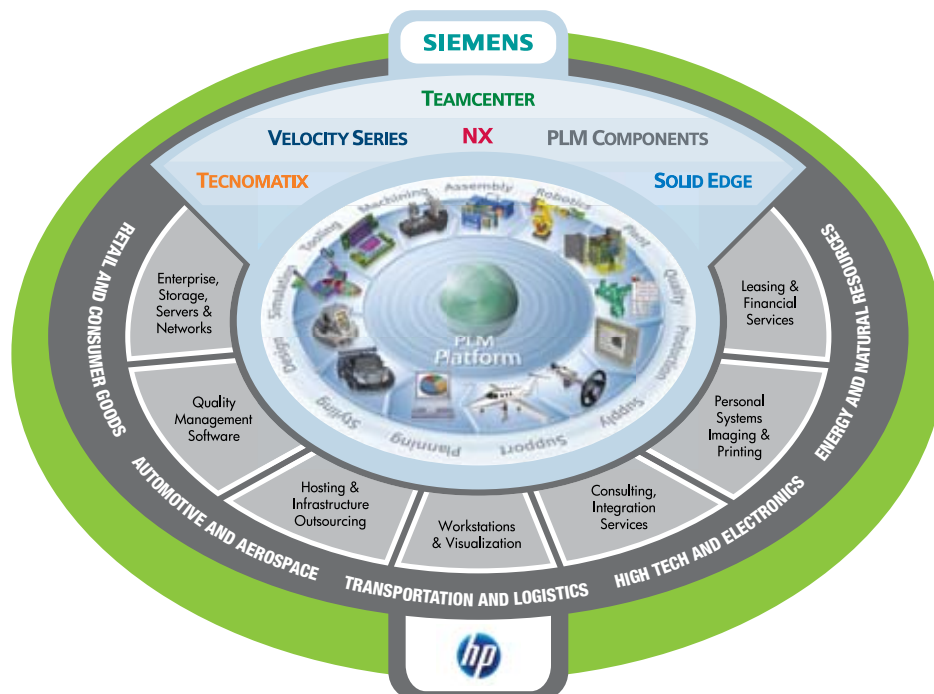 SIEMENS
TEAMCENTER
VELOCITY SERIES
NX
PLM COMPONENTS
TECNOMATIX
SOLID EDGE
Planning
Styling
Design
Simulation
Tooling
Machining
Assembly
Robotics
Plant
Quality
Production
Supply
Support
PLM
Platform
Enterprise,
Storage,
Servers &
Networks
Quality
Management
Software
Hosting &
Infrastructure
Outsourcing
Workstations
& Visualization
Consulting,
Integration
Services
Personal
Systems
Imaging &
Printing
Leasing &
Financial
Services
RETAIL AND CONSUMER GOODS
AUTOMOTIVE AND AEROSPACE
TRANSPORTATION AND LOGISTICS
HIGH TECH AND ELECTRONICS
ENERGY AND NATURAL RESOURCES
hp